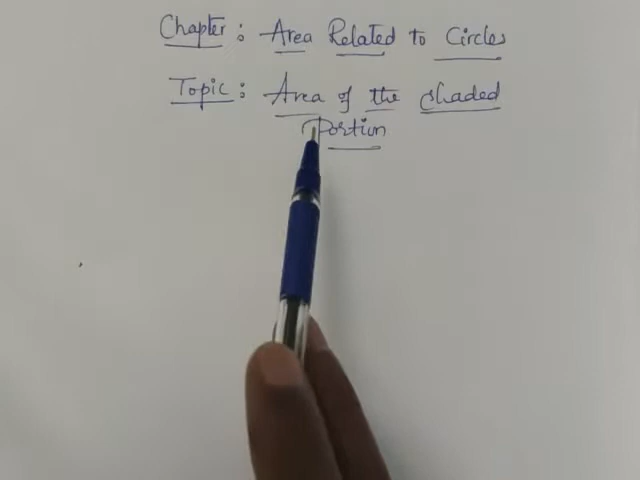 Chapter: Area Related to Circles
Topic: Area of the shaded
Portion